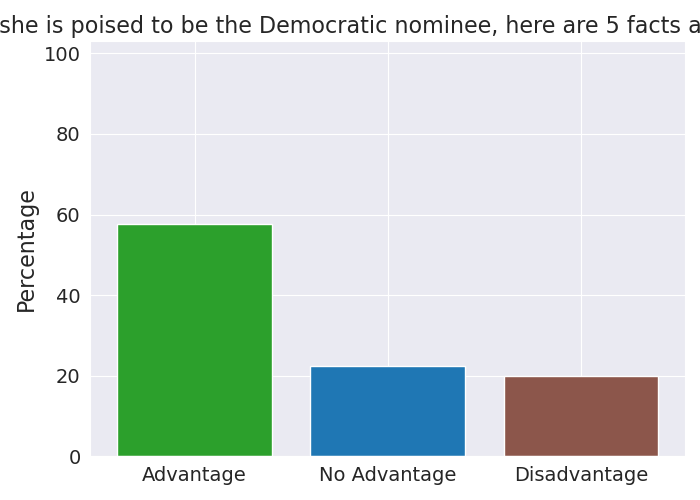 she is poised to be the Democratic nominee, here are 5 facts a
100
80
60
40
20
0
Percentage
Advantage
No Advantage
Disadvantage